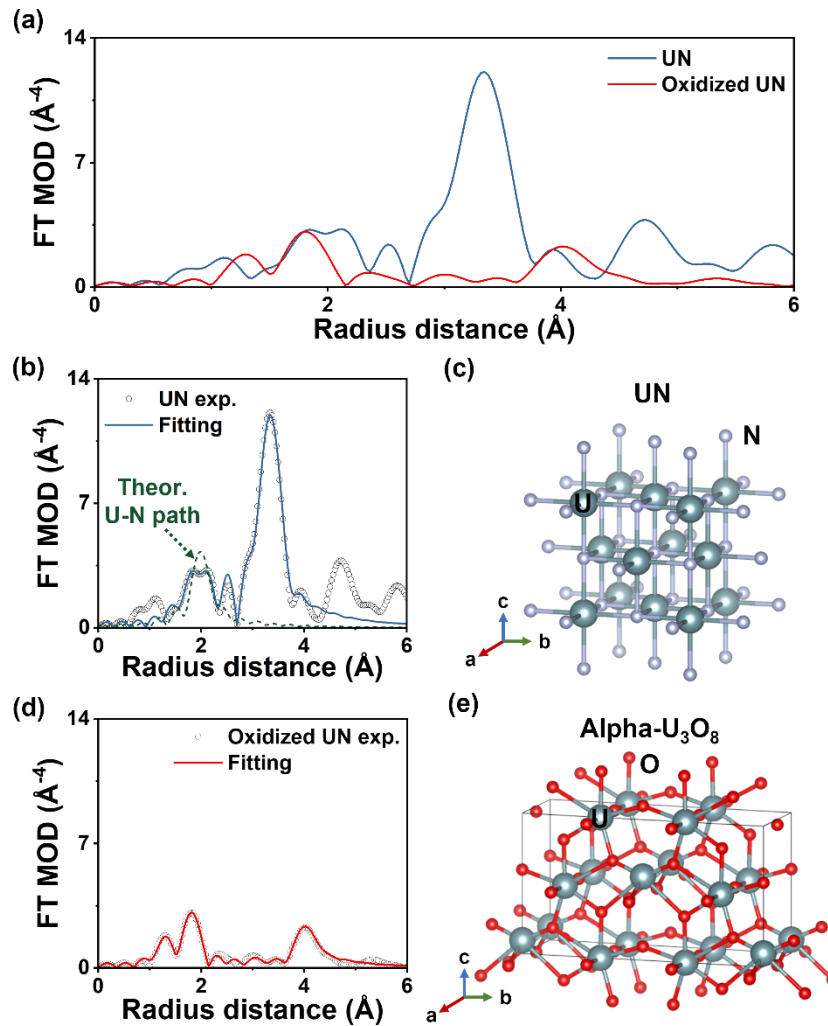 (a)
14
7
0
FT MOD (Å⁻⁴)
UN
Oxidized UN
0
2
4
6
Radius distance (Å)
(b)
14
7
0
FT MOD (Å⁻⁴)
UN exp.
Fitting
Theor.
U-N path
0
2
4
6
Radius distance (Å)
(c)
UN
N
U
c
b
a
(d)
14
7
0
FT MOD (Å⁻⁴)
Oxidized UN exp.
Fitting
0
2
4
6
Radius distance (Å)
(e)
Alpha-U₃O₈
O
U
c
b
a